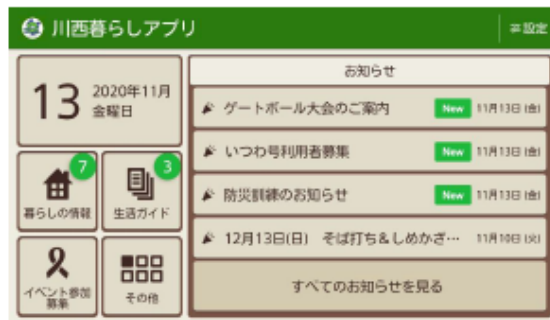 川西暮らしアプリ
設定
13
2020年11月
金曜日
7
暮らしの情報
3
生活ガイド
イベント参加
募集
その他
お知らせ
ゲートボール大会のご案内 New 11月13日(金)
いつわ号利用者募集 New 11月13日(金)
防災訓練のお知らせ New 11月13日(金)
12月13日(日) そば打ち&しめかざ… 11月10日(火)
すべてのお知らせを見る